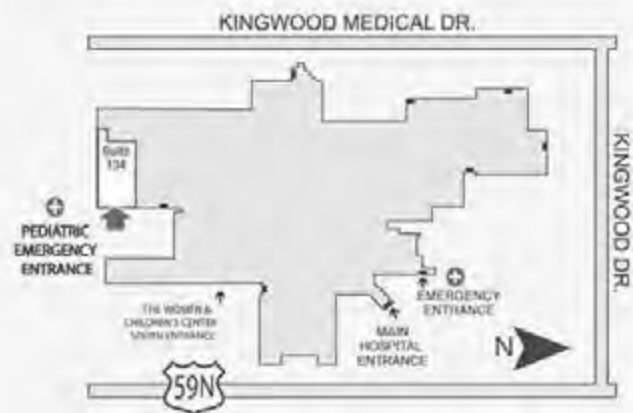 KINGWOOD MEDICAL DR.
KINGWOOD DR.
Suite
134
PEDIATRIC
EMERGENCY
ENTRANCE
THE WOMEN &
CHILDREN'S CENTER
ENTRANCE
EMERGENCY
ENTRANCE
MAIN
HOSPITAL
ENTRANCE
N
59N